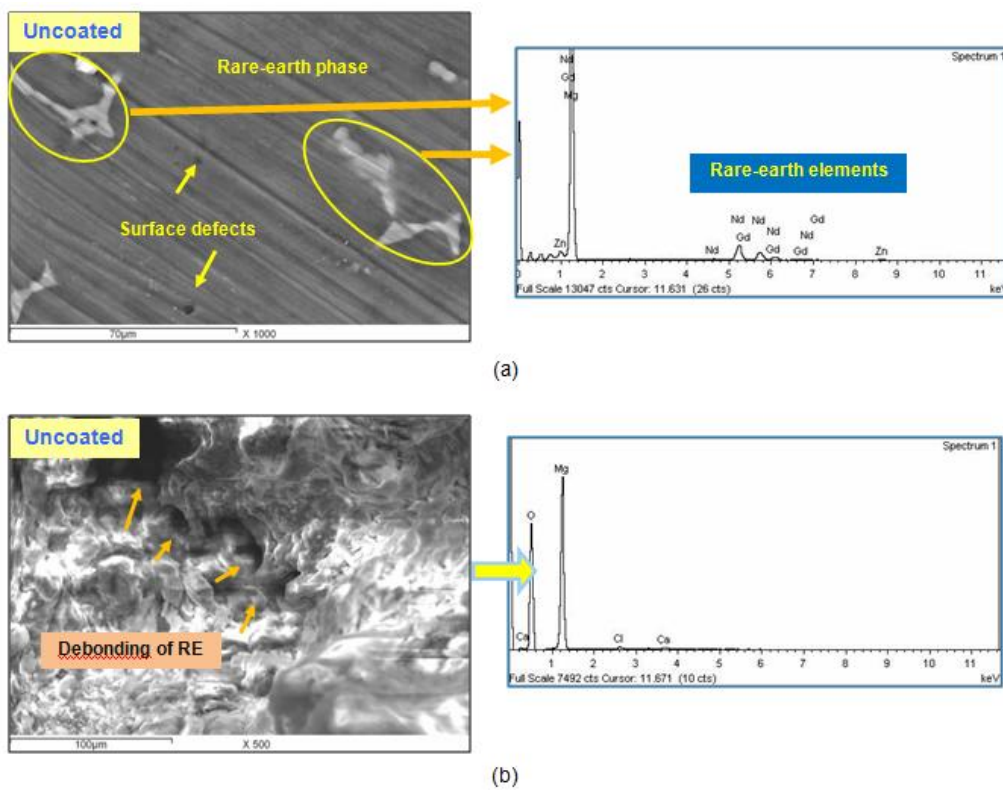 Uncoated
Rare-earth phase
Surface defects
70µm X 1000
Spectrum 1
Nd
Gd
Mg
Rare-earth elements
Gd
Nd Nd
Nd
Gd
Nd
Zn
Nd
Gd
Gd
Zn
0 1 2 3 4 5 6 7 8 9 10 11
Full Scale 13047 cts Cursor: 11.631 (26 cts) keV
(a)
Uncoated
Debonding of RE
100µm X 500
Spectrum 1
Mg
O
Ca
Cl
Ca
1 2 3 4 5 6 7 8 9 10 11
Full Scale 7492 cts Cursor: 11.671 (10 cts) keV
(b)